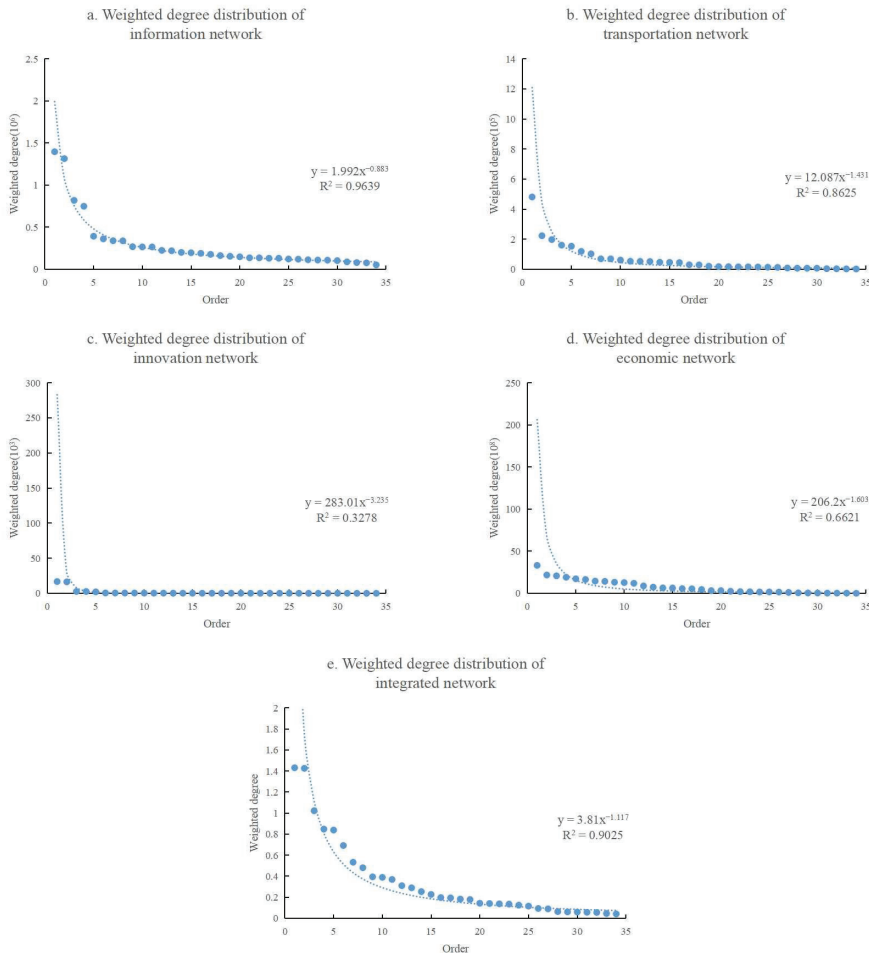 a. Weighted degree distribution of
information network
2.5
2
1.5
1
0.5
0
Weighted degree(10⁶)
0 5 10 15 20 25 30 35
Order
y = 1.992x⁻⁰·⁸⁸³
R² = 0.9639
b. Weighted degree distribution of
transportation network
14
12
10
8
6
4
2
0
Weighted degree(10⁵)
0 5 10 15 20 25 30 35
Order
y = 12.087x⁻¹·⁴³¹
R² = 0.8625
c. Weighted degree distribution of
innovation network
300
250
200
150
100
50
0
Weighted degree(10³)
0 5 10 15 20 25 30 35
Order
y = 283.01x⁻³·²³⁵
R² = 0.3278
d. Weighted degree distribution of
economic network
250
200
150
100
50
0
Weighted degree(10⁸)
0 5 10 15 20 25 30 35
Order
y = 206.2x⁻¹·⁶⁰³
R² = 0.6621
e. Weighted degree distribution of
integrated network
2
1.8
1.6
1.4
1.2
1
0.8
0.6
0.4
0.2
0
Weighted degree
0 5 10 15 20 25 30 35
Order
y = 3.81x⁻¹·¹¹⁷
R² = 0.9025